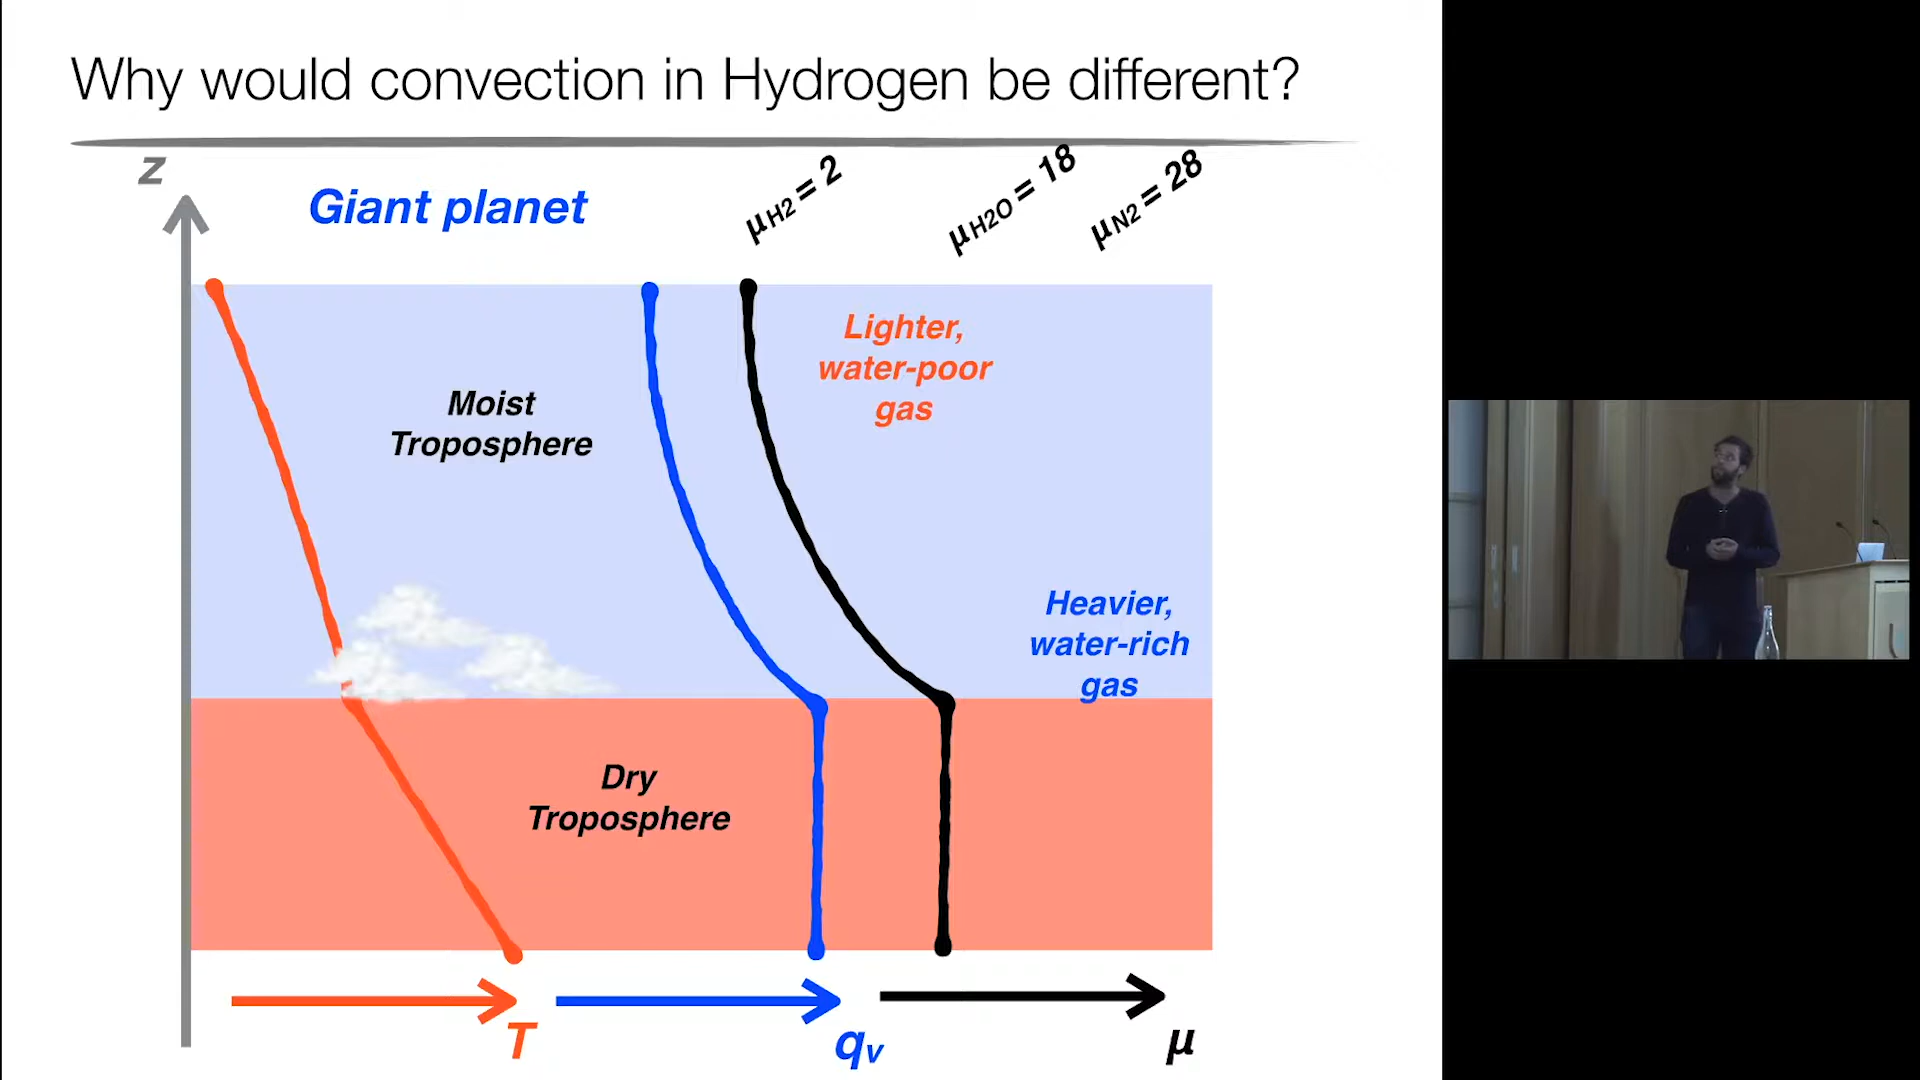 Why would convection in Hydrogen be different?
z
Giant planet
μH2 = 2
μH2O = 18
μN2 = 28
Lighter,
water-poor
gas
Moist
Troposphere
Heavier,
water-rich
gas
Dry
Troposphere
T
qv
μ